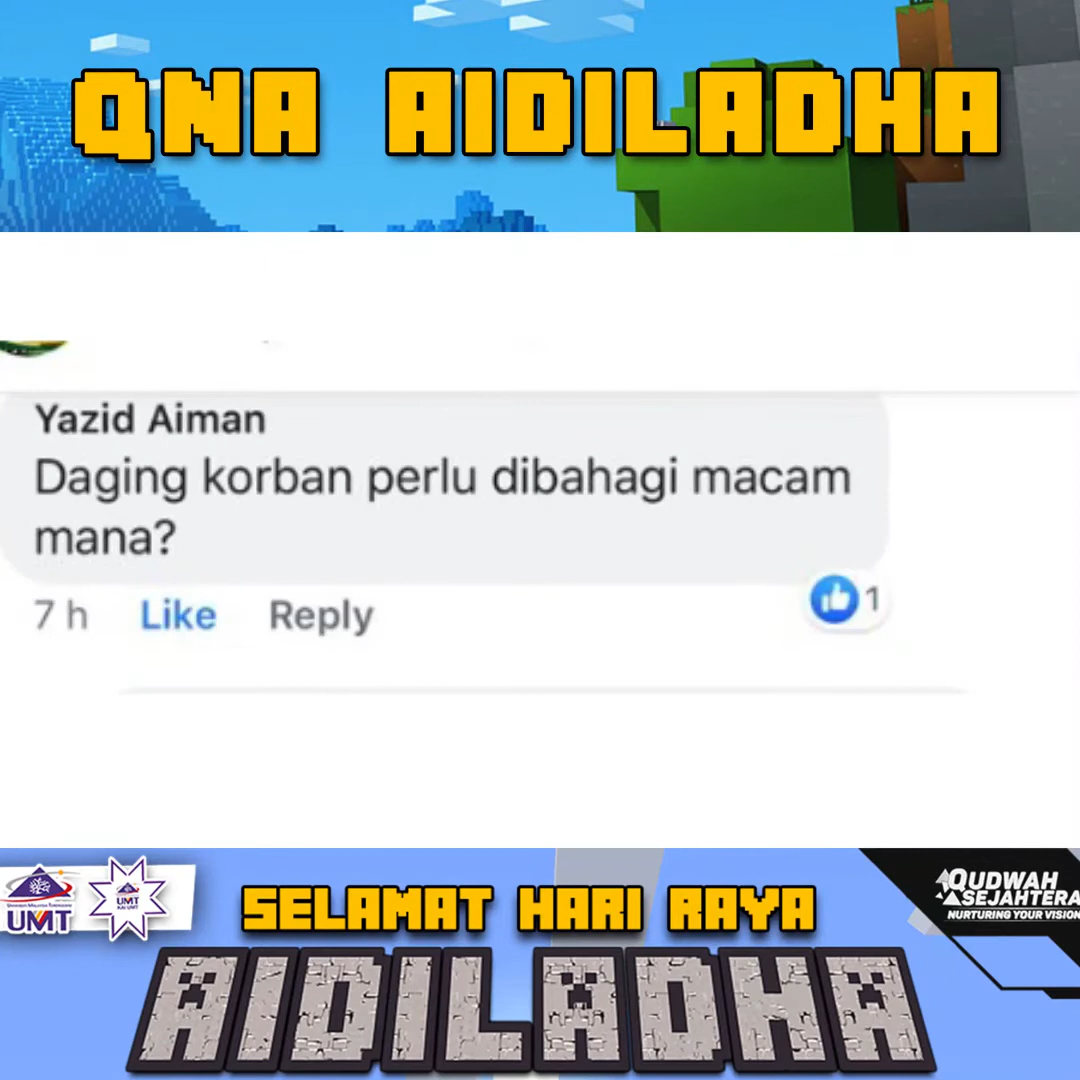 QNA AIDILADHA
Yazid Aiman
Daging korban perlu dibahagi macam
mana?
7 h Like Reply 1
UMT
UMT
SELAMAT HARI RAYA
AIDILADHA
QUDWAH
SEJAHTERA
NURTURING YOUR VISION